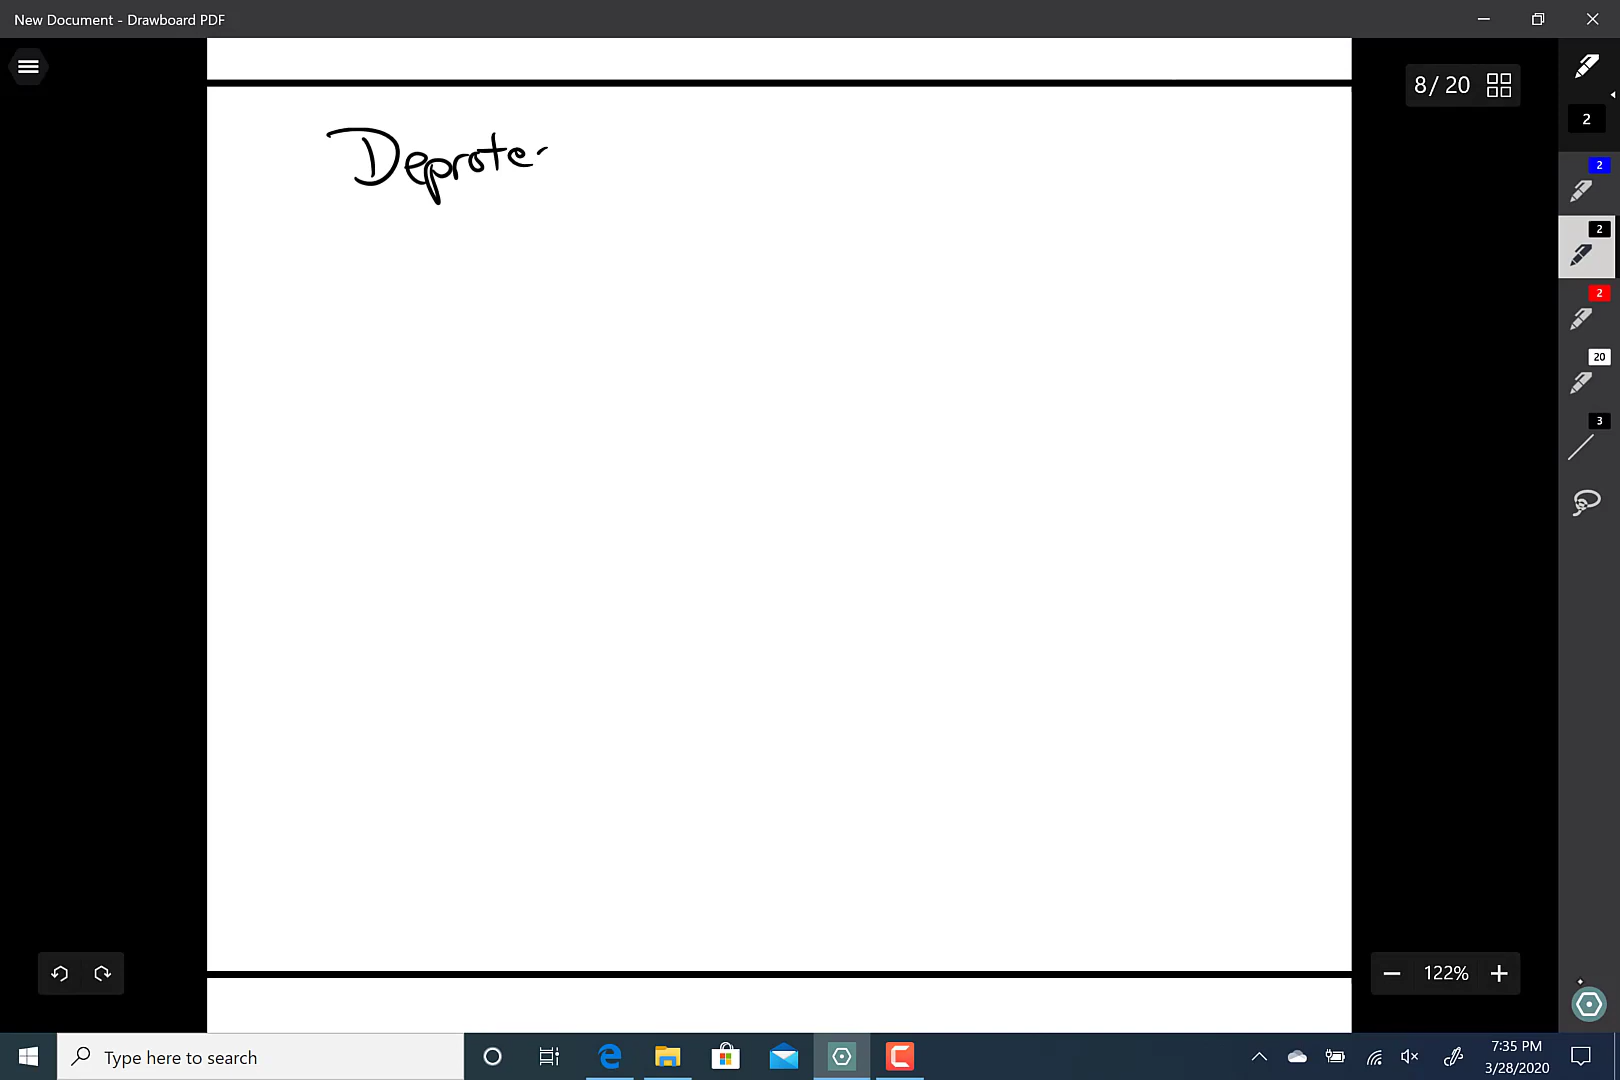 New Document - Drawboard PDF
8 / 20
2
2
2
2
20
3
Deprote
122%
Type here to search
7:35 PM
3/28/2020